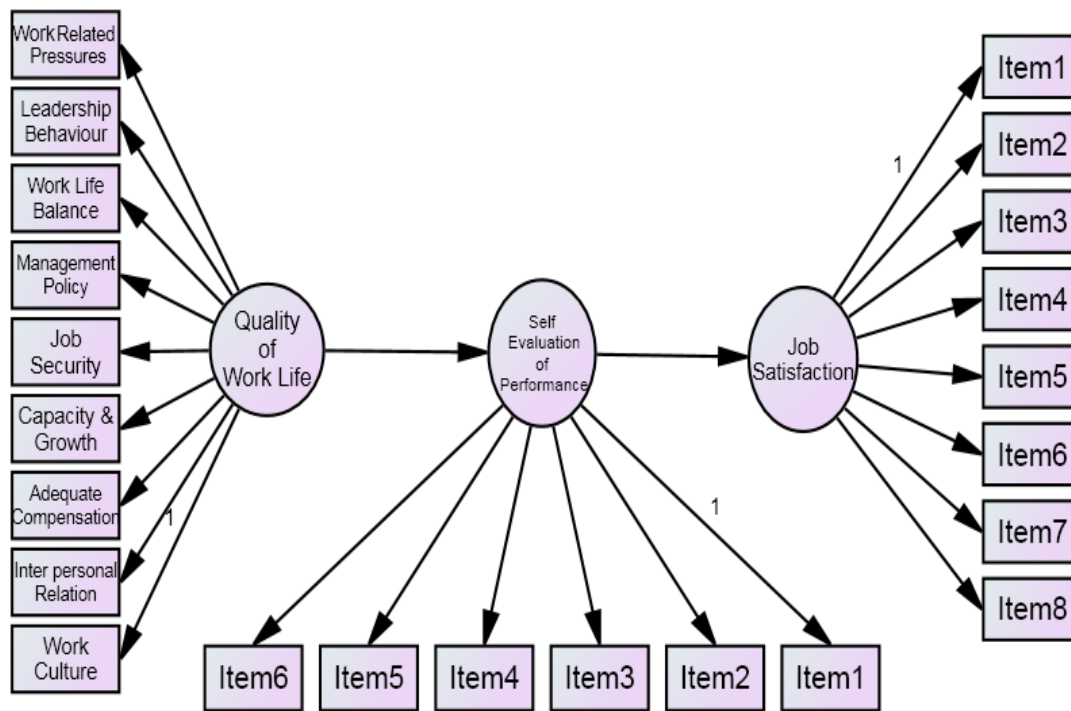 Work Related
Pressures
Leadership
Behaviour
Work Life
Balance
Management
Policy
Job
Security
Capacity &
Growth
Adequate
Compensation
1
Inter personal
Relation
Work
Culture
Quality
of
Work Life
Self
Evaluation
of
Performance
1
Item6
Item5
Item4
Item3
Item2
Item1
Job
Satisfaction
1
Item1
Item2
Item3
Item4
Item5
Item6
Item7
Item8